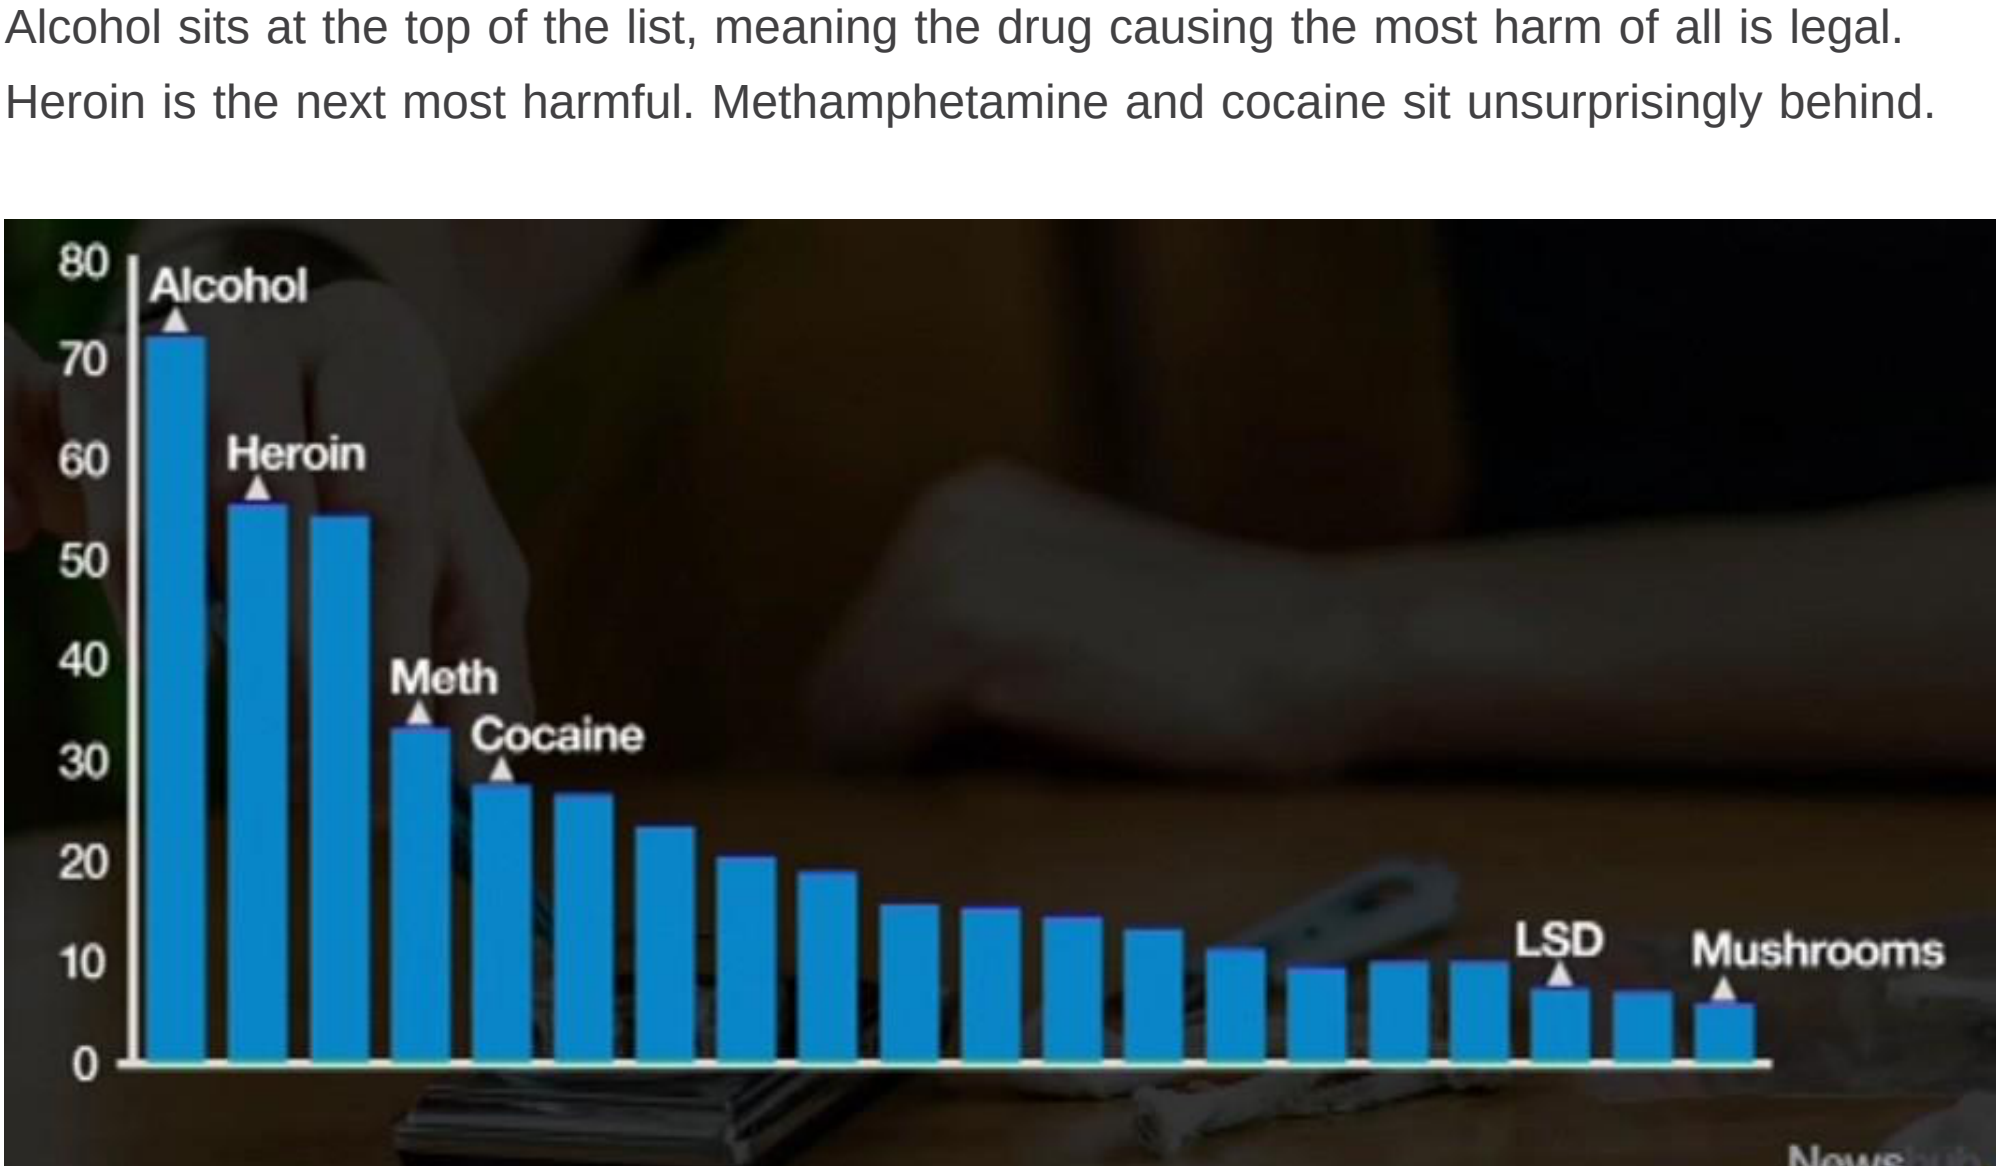 Alcohol sits at the top of the list, meaning the drug causing the most harm of all is legal.
Heroin is the next most harmful. Methamphetamine and cocaine sit unsurprisingly behind.
80
Alcohol
70
60
Heroin
50
40
Meth
30
Cocaine
20
10
LSD
Mushrooms
0
Newshub